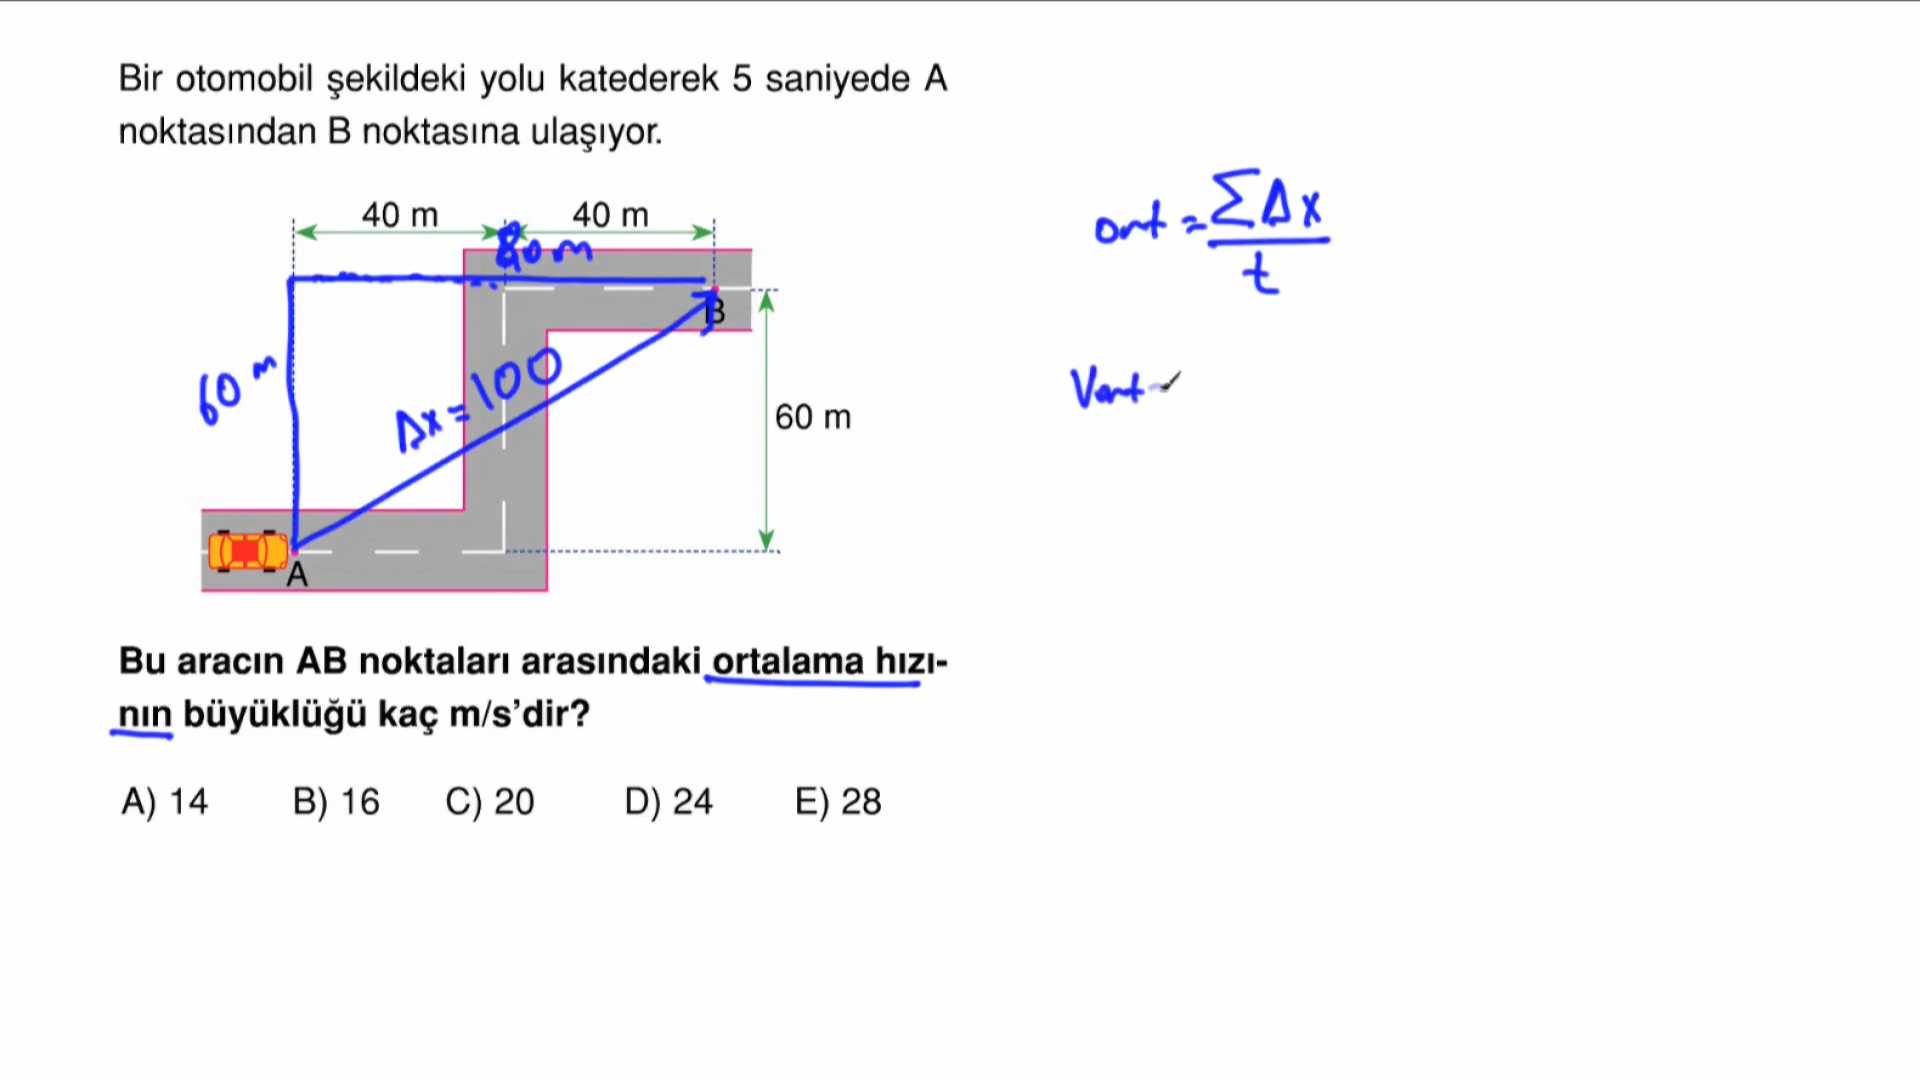 Bir otomobil şekildeki yolu katederek 5 saniyede A
noktasından B noktasına ulaşıyor.
40 m
40 m
80 m
60 m
Δx = 100
B
60 m
A
ort = ΣΔx / t
Vort
Bu aracın AB noktaları arasındaki ortalama hızı-
nın büyüklüğü kaç m/s'dir?
A) 14 B) 16 C) 20 D) 24 E) 28